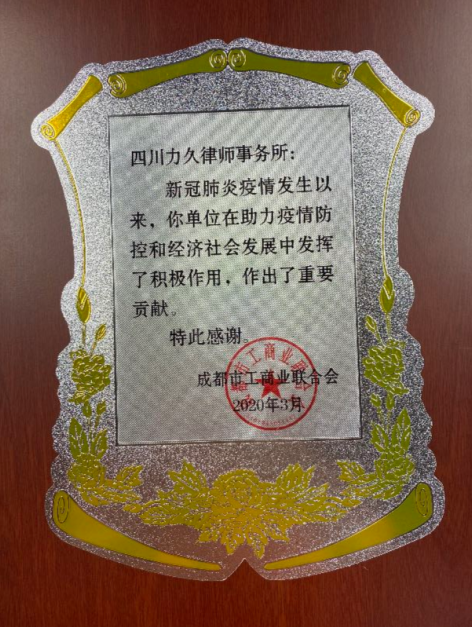 四川力久律师事务所：
新冠肺炎疫情发生以
来，你单位在助力疫情防
控和经济社会发展中发挥
了积极作用，作出了重要
贡献。
特此感谢。
成都市工商业联合会
2020年3月